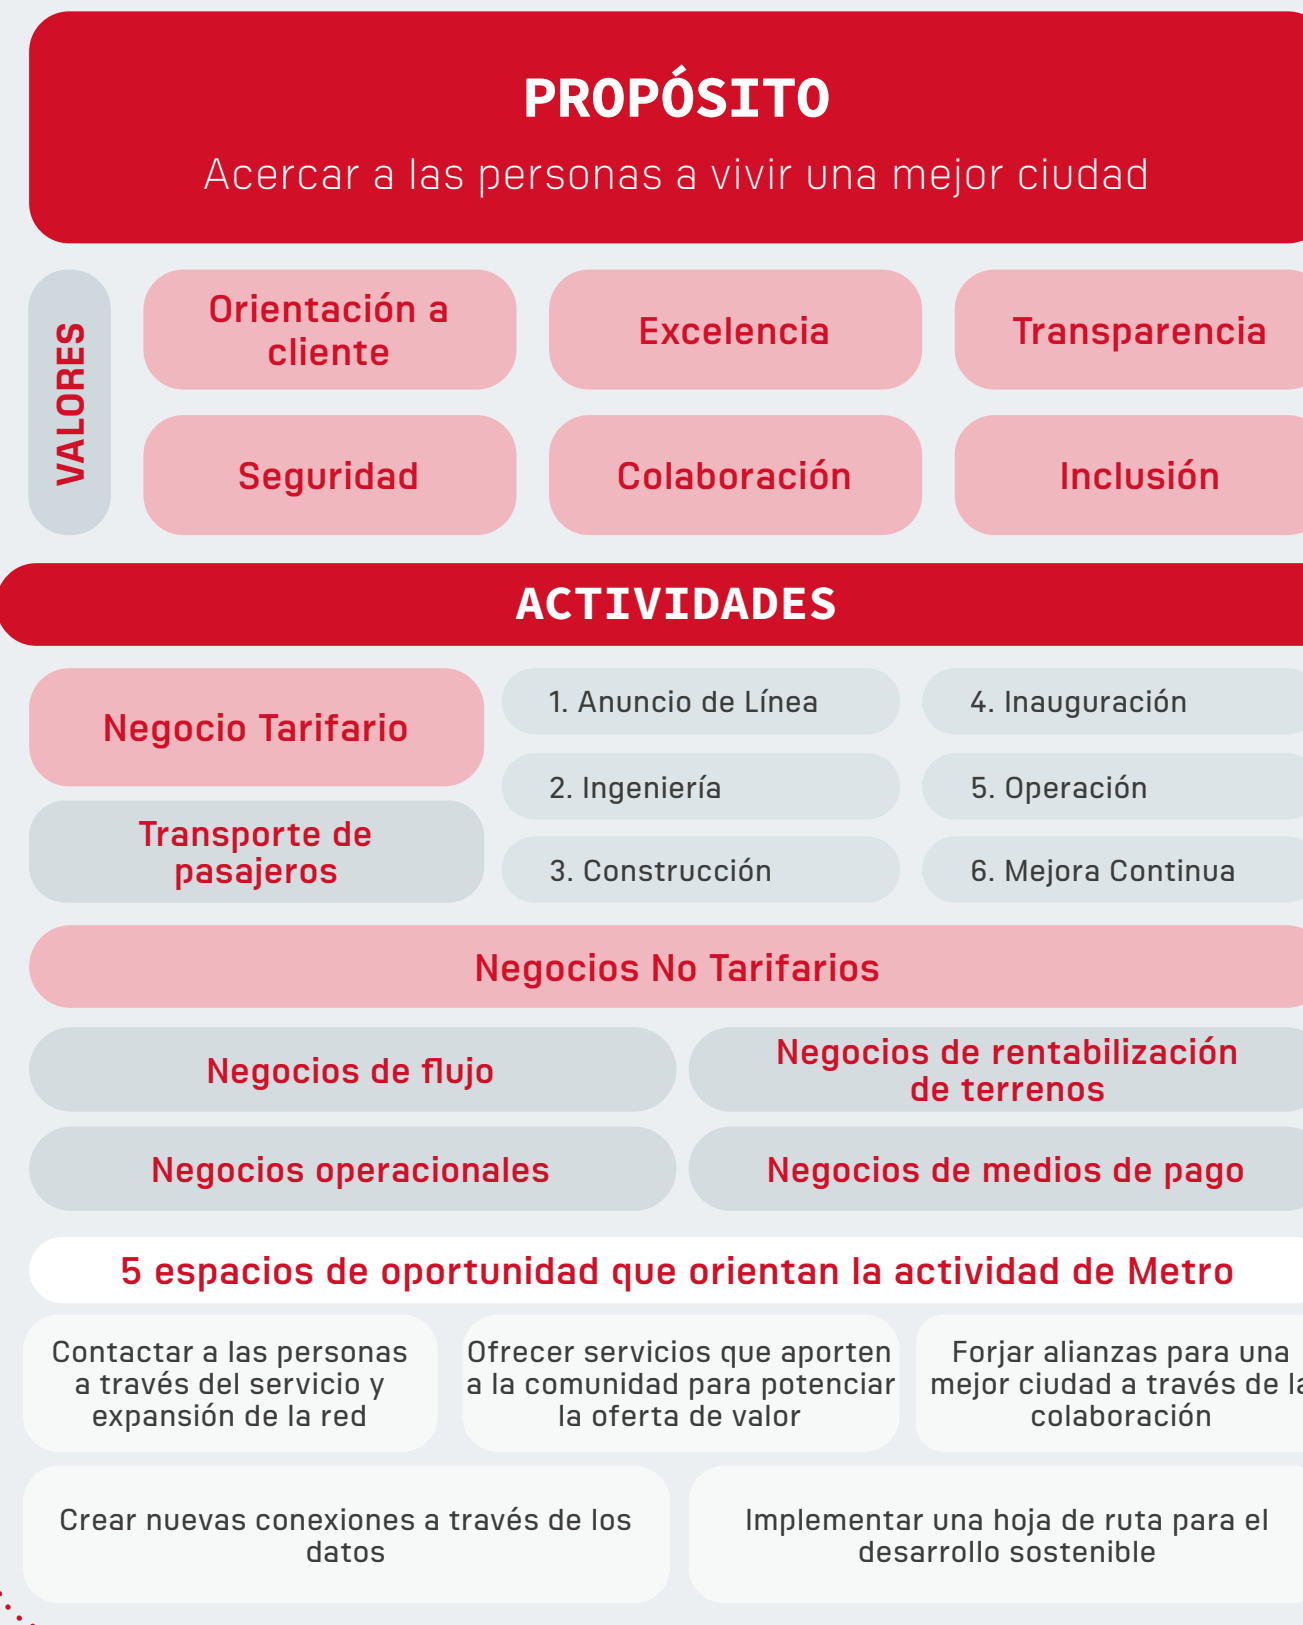 PROPÓSITO
Acercar a las personas a vivir una mejor ciudad
VALORES
Orientación a
cliente
Excelencia
Transparencia
Seguridad
Colaboración
Inclusión
ACTIVIDADES
Negocio Tarifario
Transporte de
pasajeros
1. Anuncio de Línea
2. Ingeniería
3. Construcción
4. Inauguración
5. Operación
6. Mejora Continua
Negocios No Tarifarios
Negocios de flujo
Negocios de rentabilización
de terrenos
Negocios operacionales
Negocios de medios de pago
5 espacios de oportunidad que orientan la actividad de Metro
Contactar a las personas
a través del servicio y
expansión de la red
Ofrecer servicios que aporten
a la comunidad para potenciar
la oferta de valor
Forjar alianzas para una
mejor ciudad a través de la
colaboración
Crear nuevas conexiones a través de los
datos
Implementar una hoja de ruta para el
desarrollo sostenible